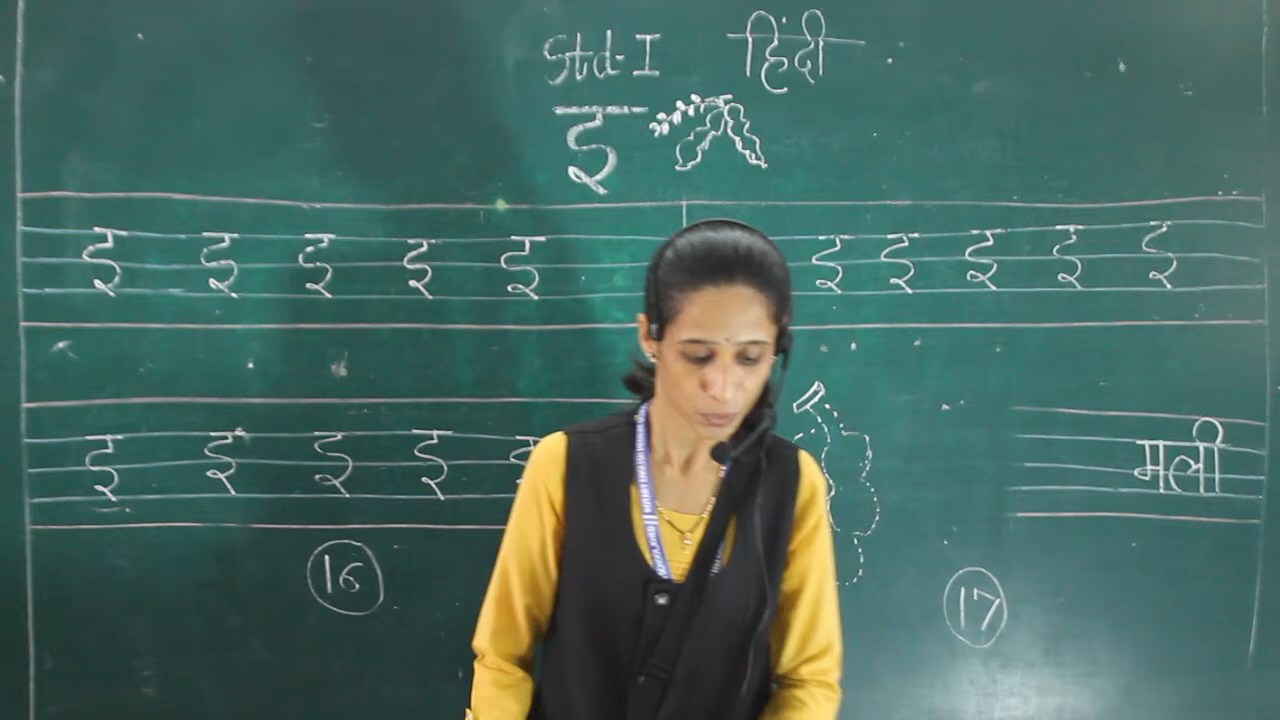 Std-I हिंदी
इ
इ इ इ इ इ इ इ इ इ इ
इ इ इ इ
मली
16 17